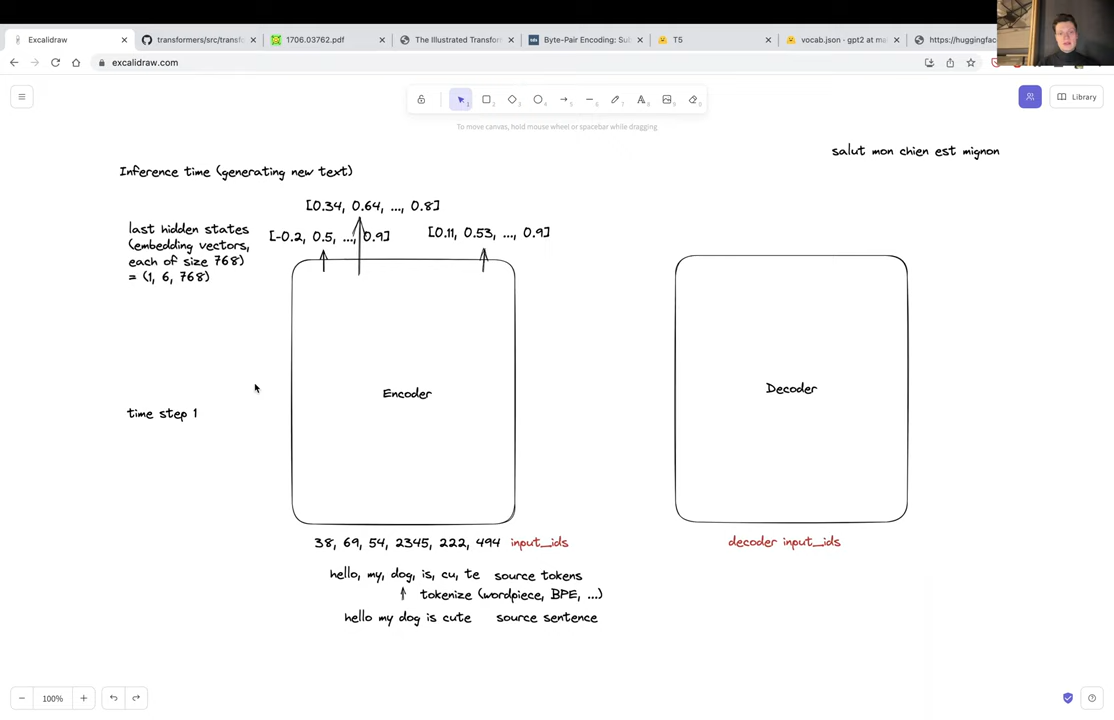 Excalidraw
transformers/src/transfo
1706.03762.pdf
The Illustrated Transfor
Byte-Pair Encoding: Sub
T5
vocab.json · gpt2 at ma
https://huggingfac
excalidraw.com
Library
To move canvas, hold mouse wheel or spacebar while dragging
salut mon chien est mignon
Inference time (generating new text)
[0.34, 0.64, ..., 0.8]
last hidden states
(embedding vectors,
each of size 768)
= (1, 6, 768)
[-0.2, 0.5, ..., 0.9]
[0.11, 0.53, ..., 0.9]
Encoder
Decoder
time step 1
38, 69, 54, 2345, 222, 494 input_ids
decoder input_ids
hello, my, dog, is, cu, te source tokens
tokenize (wordpiece, BPE, ...)
hello my dog is cute source sentence
100%